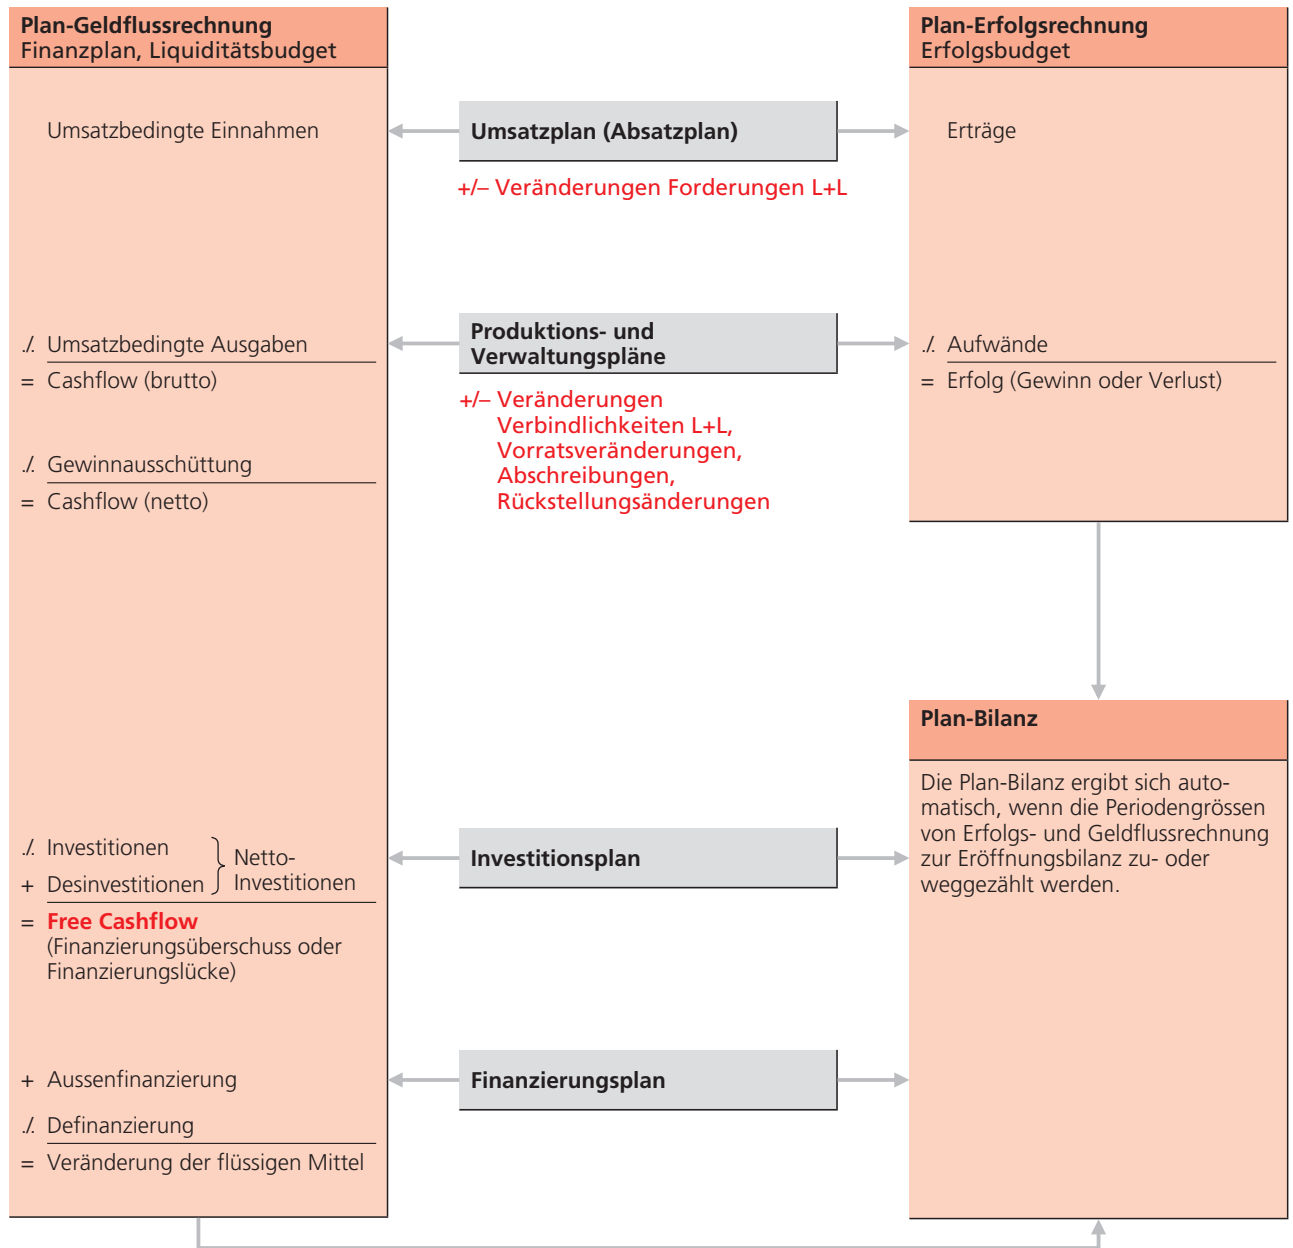 Plan-Geldflussrechnung
Finanzplan, Liquiditätsbudget
Umsatzbedingte Einnahmen
./. Umsatzbedingte Ausgaben
= Cashflow (brutto)
./. Gewinnausschüttung
= Cashflow (netto)
./. Investitionen
+ Desinvestitionen
Netto-
Investitionen
= Free Cashflow
(Finanzierungsüberschuss oder
Finanzierungslücke)
+ Aussenfinanzierung
./. Definanzierung
= Veränderung der flüssigen Mittel
Umsatzplan (Absatzplan)
+/– Veränderungen Forderungen L+L
Produktions- und
Verwaltungspläne
+/– Veränderungen
Verbindlichkeiten L+L,
Vorratsveränderungen,
Abschreibungen,
Rückstellungsänderungen
Investitionsplan
Finanzierungsplan
Plan-Erfolgsrechnung
Erfolgsbudget
Erträge
./. Aufwände
= Erfolg (Gewinn oder Verlust)
Plan-Bilanz
Die Plan-Bilanz ergibt sich auto-
matisch, wenn die Periodengrössen
von Erfolgs- und Geldflussrechnung
zur Eröffnungsbilanz zu- oder
weggezählt werden.